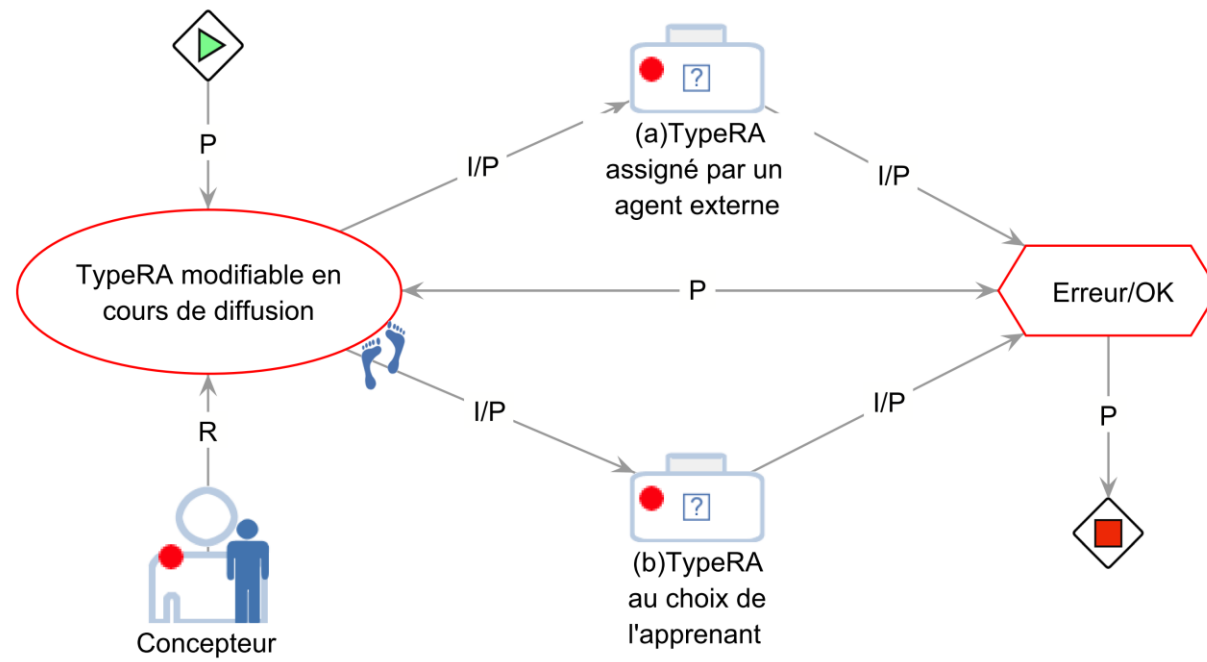 P
I/P
?
(a)TypeRA
assigné par un
agent externe
I/P
TypeRA modifiable en
cours de diffusion
P
Erreur/OK
R
I/P
?
(b)TypeRA
au choix de
l'apprenant
I/P
P
Concepteur